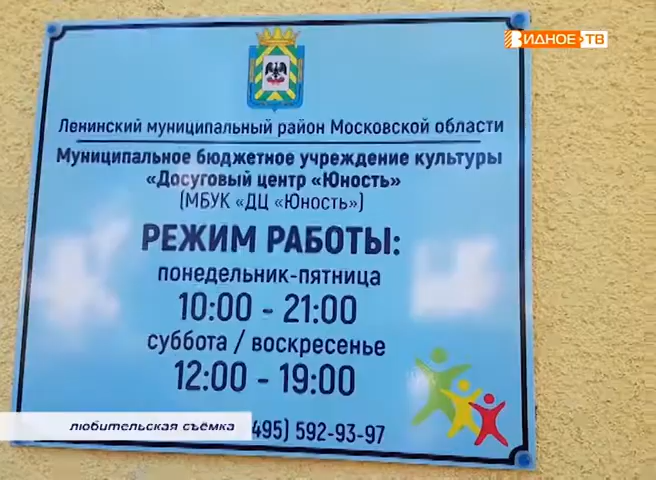 ВИДНОЕ-ТВ
Ленинский муниципальный район Московской области
Муниципальное бюджетное учреждение культуры
«Досуговый центр «Юность»
(МБУК «ДЦ «Юность»)
РЕЖИМ РАБОТЫ:
понедельник-пятница
10:00 - 21:00
суббота / воскресенье
12:00 - 19:00
495) 592-93-97
любительская съёмка